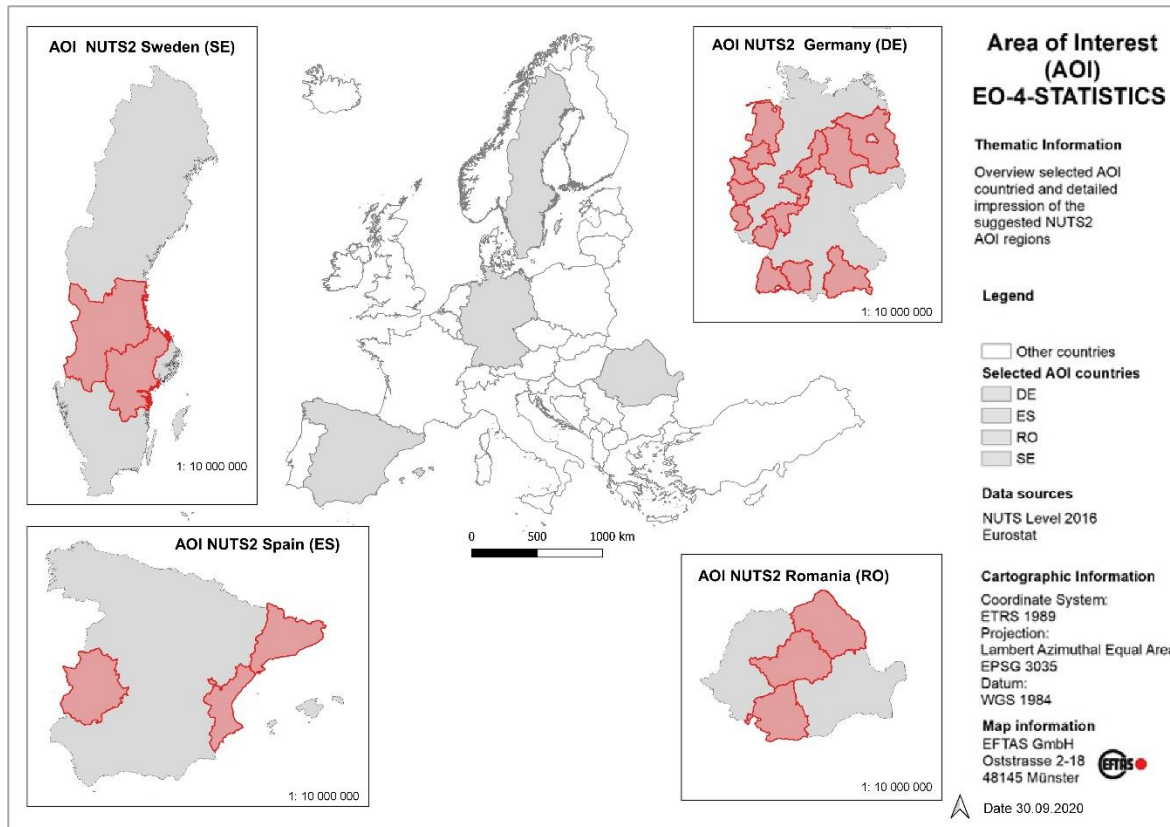 AOI  NUTS2 Sweden (SE)
1: 10 000 000
AOI NUTS2 Spain (ES)
1: 10 000 000
0 500 1000 km
AOI NUTS2  Germany (DE)
1: 10 000 000
AOI NUTS2 Romania (RO)
1: 10 000 000
Area of Interest
(AOI)
EO-4-STATISTICS
Thematic Information
Overview selected AOI
countried and detailed
impression of the
suggested NUTS2
AOI regions
Legend
Other countries
Selected AOI countries
DE
ES
RO
SE
Data sources
NUTS Level 2016
Eurostat
Cartographic Information
Coordinate System:
ETRS 1989
Projection:
Lambert Azimuthal Equal Area
EPSG 3035
Datum:
WGS 1984
Map information
EFTAS GmbH
Oststrasse 2-18
48145 Münster
EFTAS
Date 30.09.2020